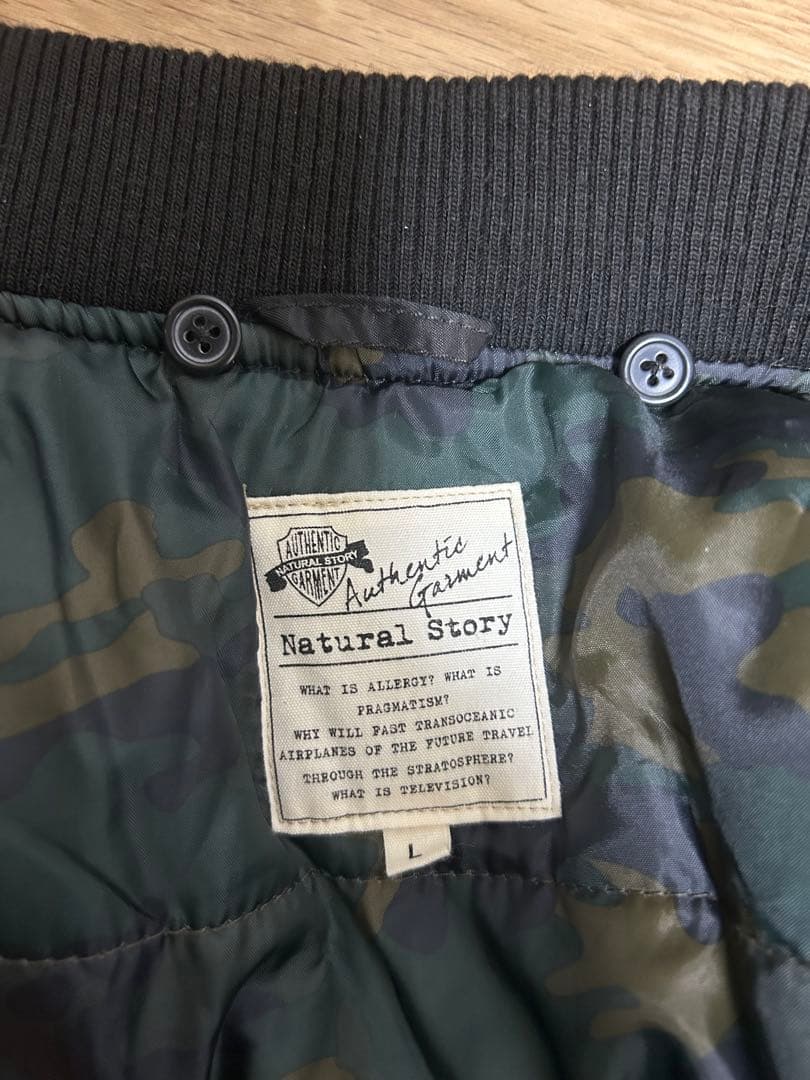 AUTHENTIC
NATURAL STORY
GARMENT
Authentic
Garment
Natural Story
WHAT IS ALLERGY? WHAT IS
PRAGMATISM?
WHY WILL FAST TRANSOCEANIC
AIRPLANES OF THE FUTURE TRAVEL
THROUGH THE STRATOSPHERE?
WHAT IS TELEVISION?
L